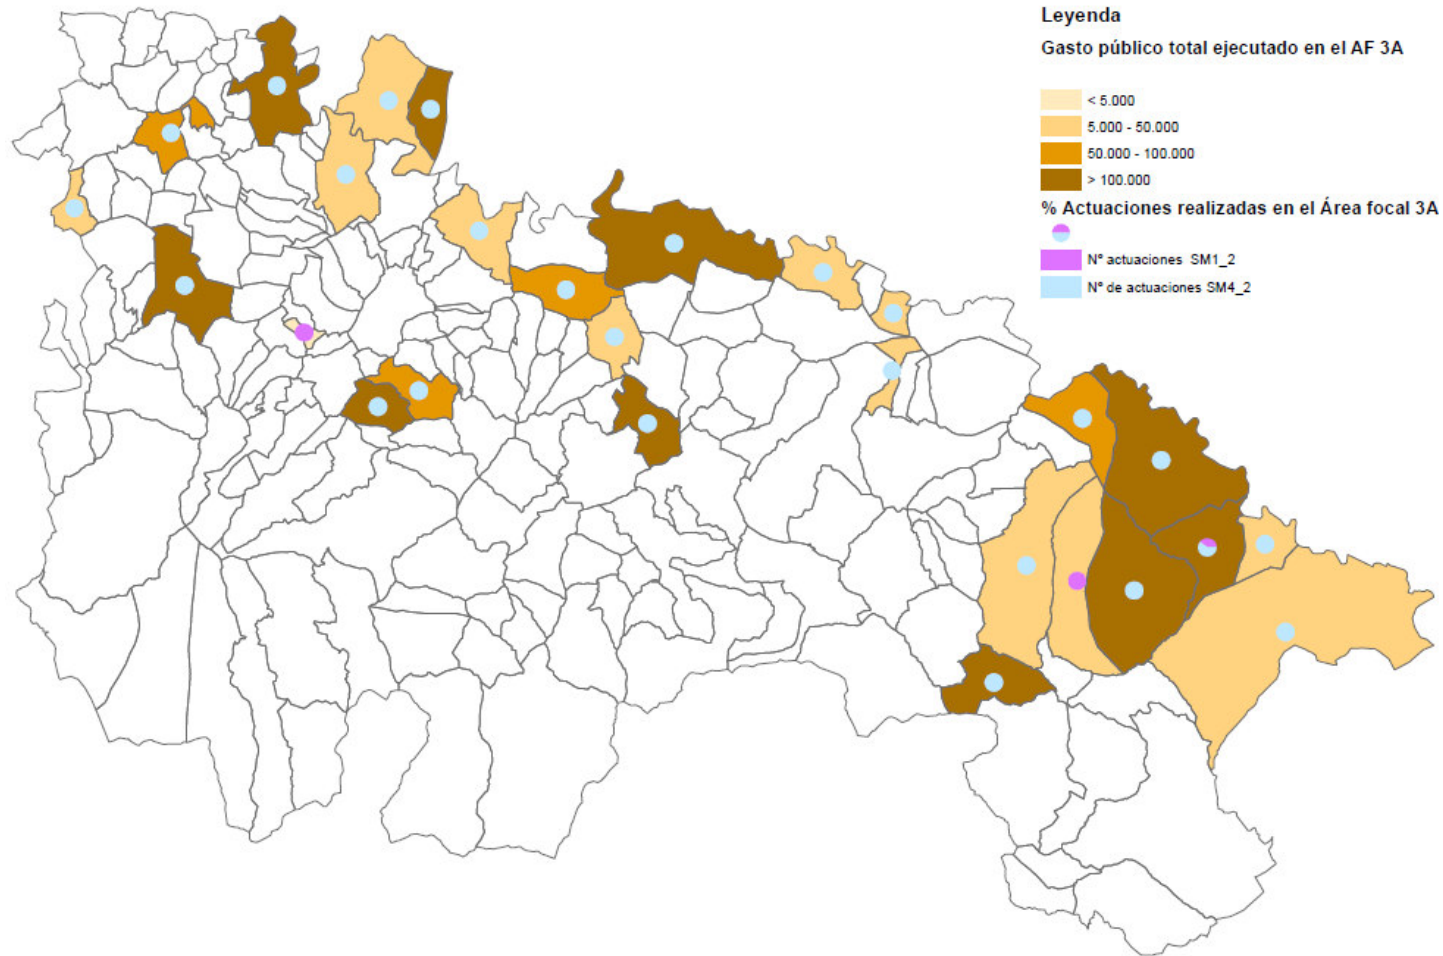 Leyenda
Gasto público total ejecutado en el AF 3A
< 5.000
5.000 - 50.000
50.000 - 100.000
> 100.000
% Actuaciones realizadas en el Área focal 3A
Nº actuaciones SM1_2
Nº de actuaciones SM4_2